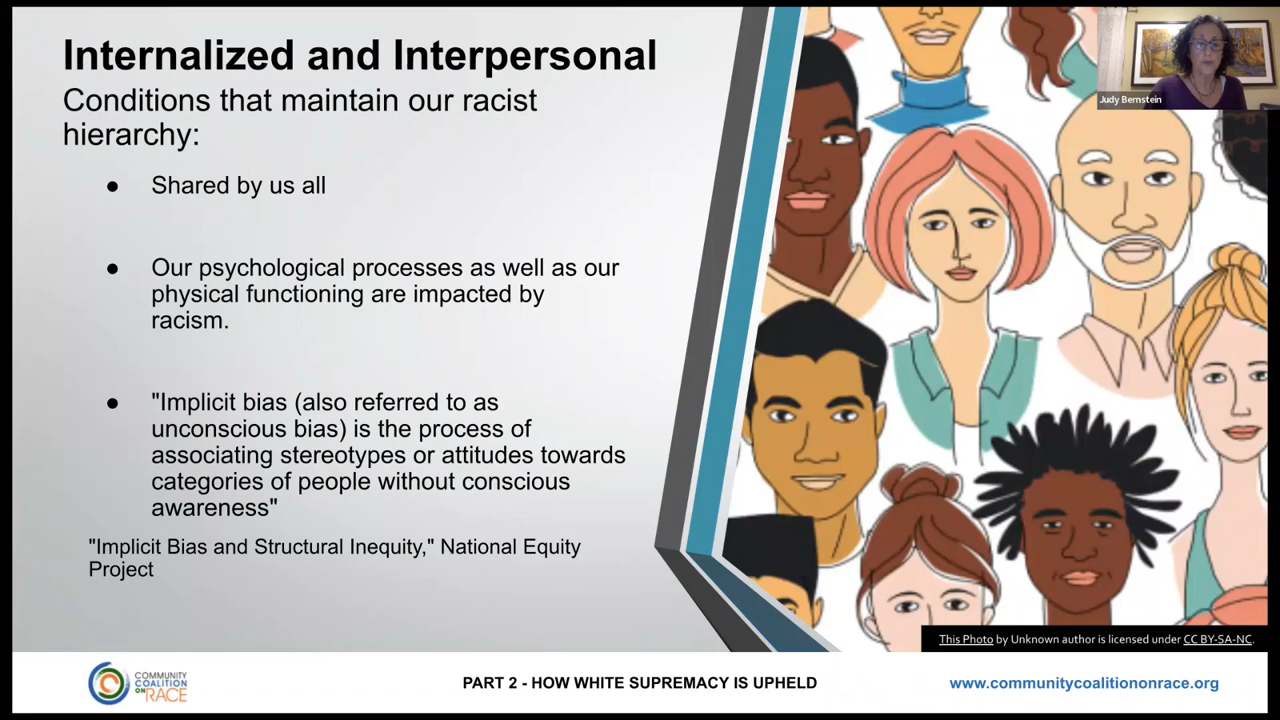 Internalized and Interpersonal
Conditions that maintain our racist
hierarchy:
● Shared by us all
● Our psychological processes as well as our
physical functioning are impacted by
racism.
● "Implicit bias (also referred to as
unconscious bias) is the process of
associating stereotypes or attitudes towards
categories of people without conscious
awareness"
"Implicit Bias and Structural Inequity," National Equity
Project
Judy Bernstein
This Photo by Unknown author is licensed under CC BY-SA-NC.
COMMUNITY
COALITION
ON RACE
PART 2 - HOW WHITE SUPREMACY IS UPHELD
www.communitycoalitiononrace.org